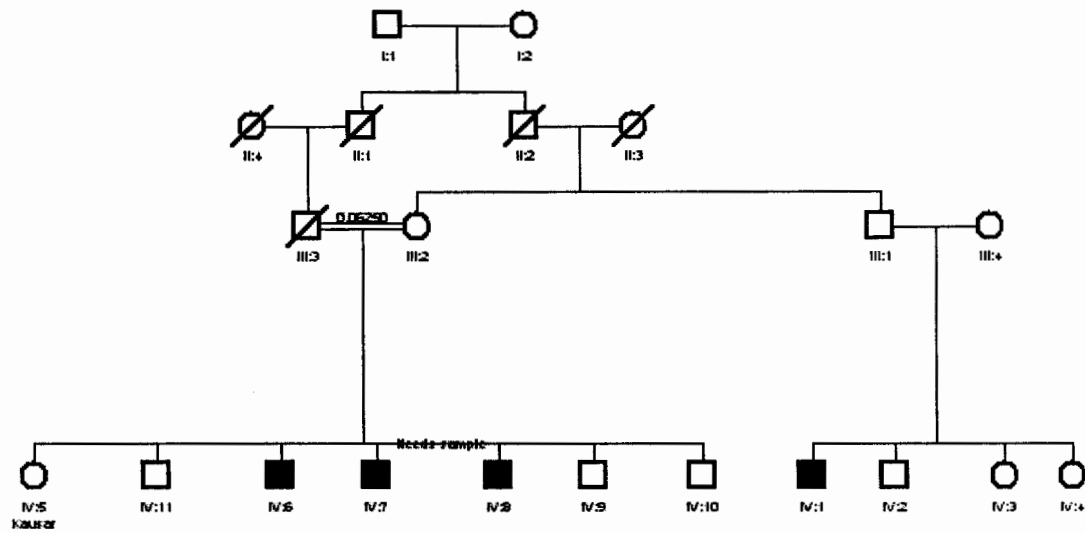 I:1 I:2
II:4 II:1 II:2 II:3
0.06250
III:3 III:2 III:1 III:4
Needs sample
IV:5 IV:11 IV:6 IV:7 IV:8 IV:9 IV:10 IV:1 IV:2 IV:3 IV:4
Kausar